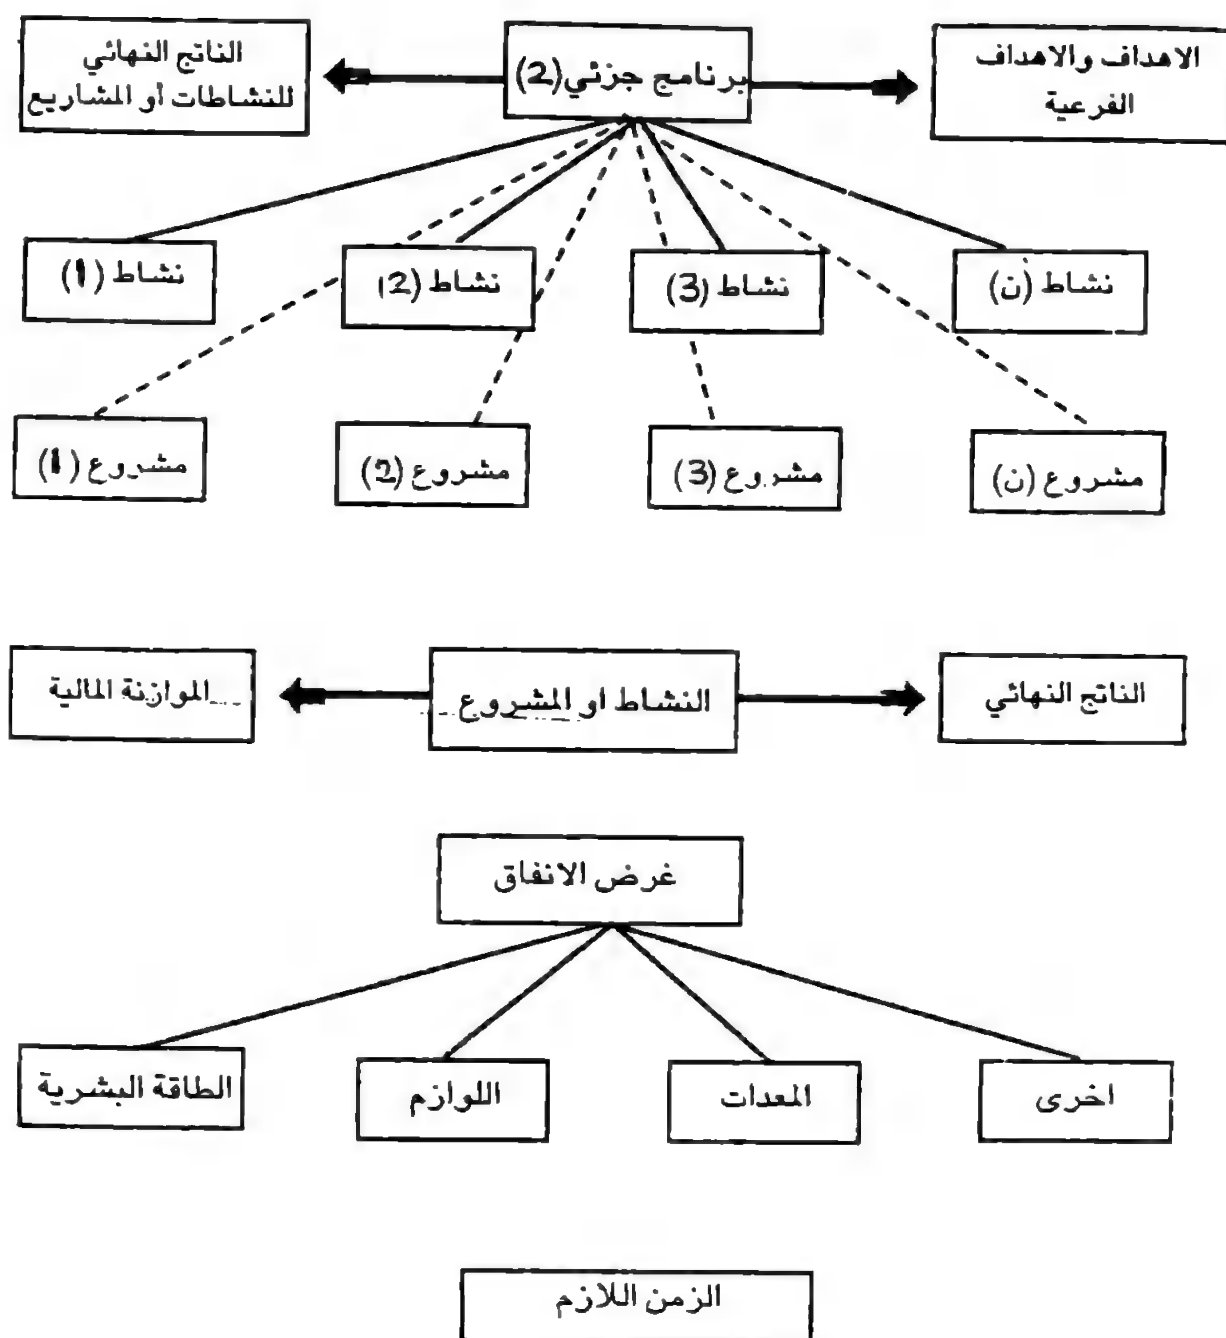 الاهداف والاهداف
الفرعية
برنامج جزئي (2)
الناتج النهائي
للنشاطات أو المشاريع
نشاط (ن)
نشاط (3)
نشاط (2)
نشاط (1)
مشروع (ن)
مشروع (3)
مشروع (2)
مشروع (1)
الناتج النهائي
النشاط او المشروع
الموازنة المالية
غرض الانفاق
اخرى
المعدات
اللوازم
الطاقة البشرية
الزمن اللازم